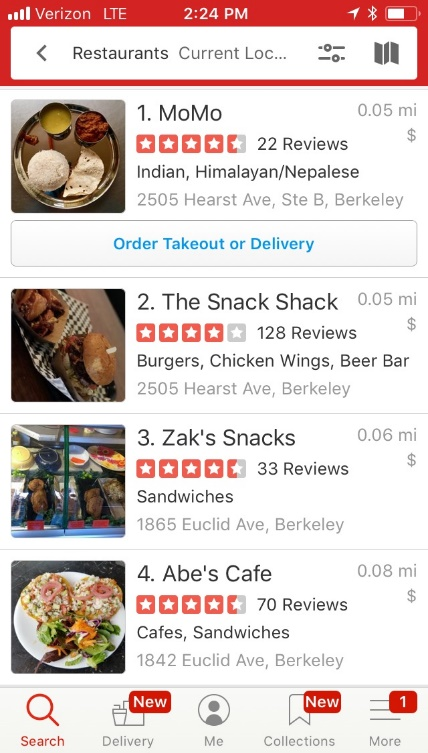 Verizon LTE 2:24 PM
Restaurants Current Loc...
1. MoMo 0.05 mi
22 Reviews $
Indian, Himalayan/Nepalese
2505 Hearst Ave, Ste B, Berkeley
Order Takeout or Delivery
2. The Snack Shack 0.05 mi
128 Reviews $
Burgers, Chicken Wings, Beer Bar
2505 Hearst Ave, Berkeley
3. Zak's Snacks 0.06 mi
33 Reviews $
Sandwiches
1865 Euclid Ave, Berkeley
4. Abe's Cafe 0.08 mi
70 Reviews $
Cafes, Sandwiches
1842 Euclid Ave, Berkeley
New New 1
Search Delivery Me Collections More